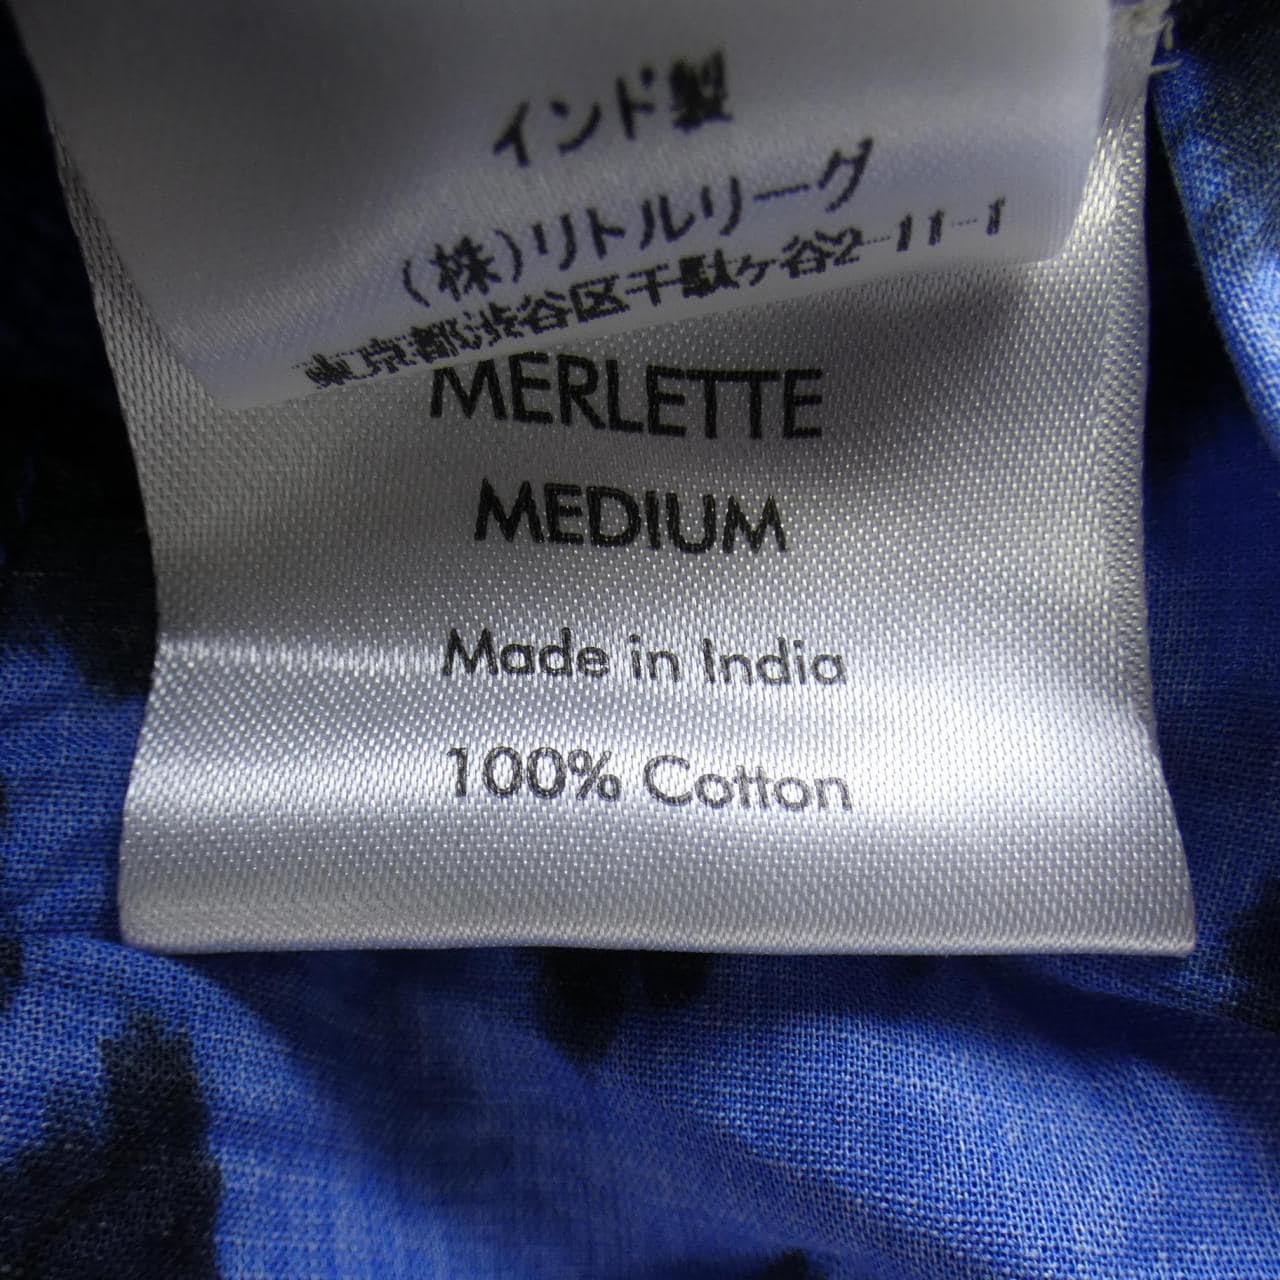 インド製
(株)リトルリーグ
東京都渋谷区千駄ヶ谷2-11-1
MERLETTE
MEDIUM
Made in India
100% Cotton